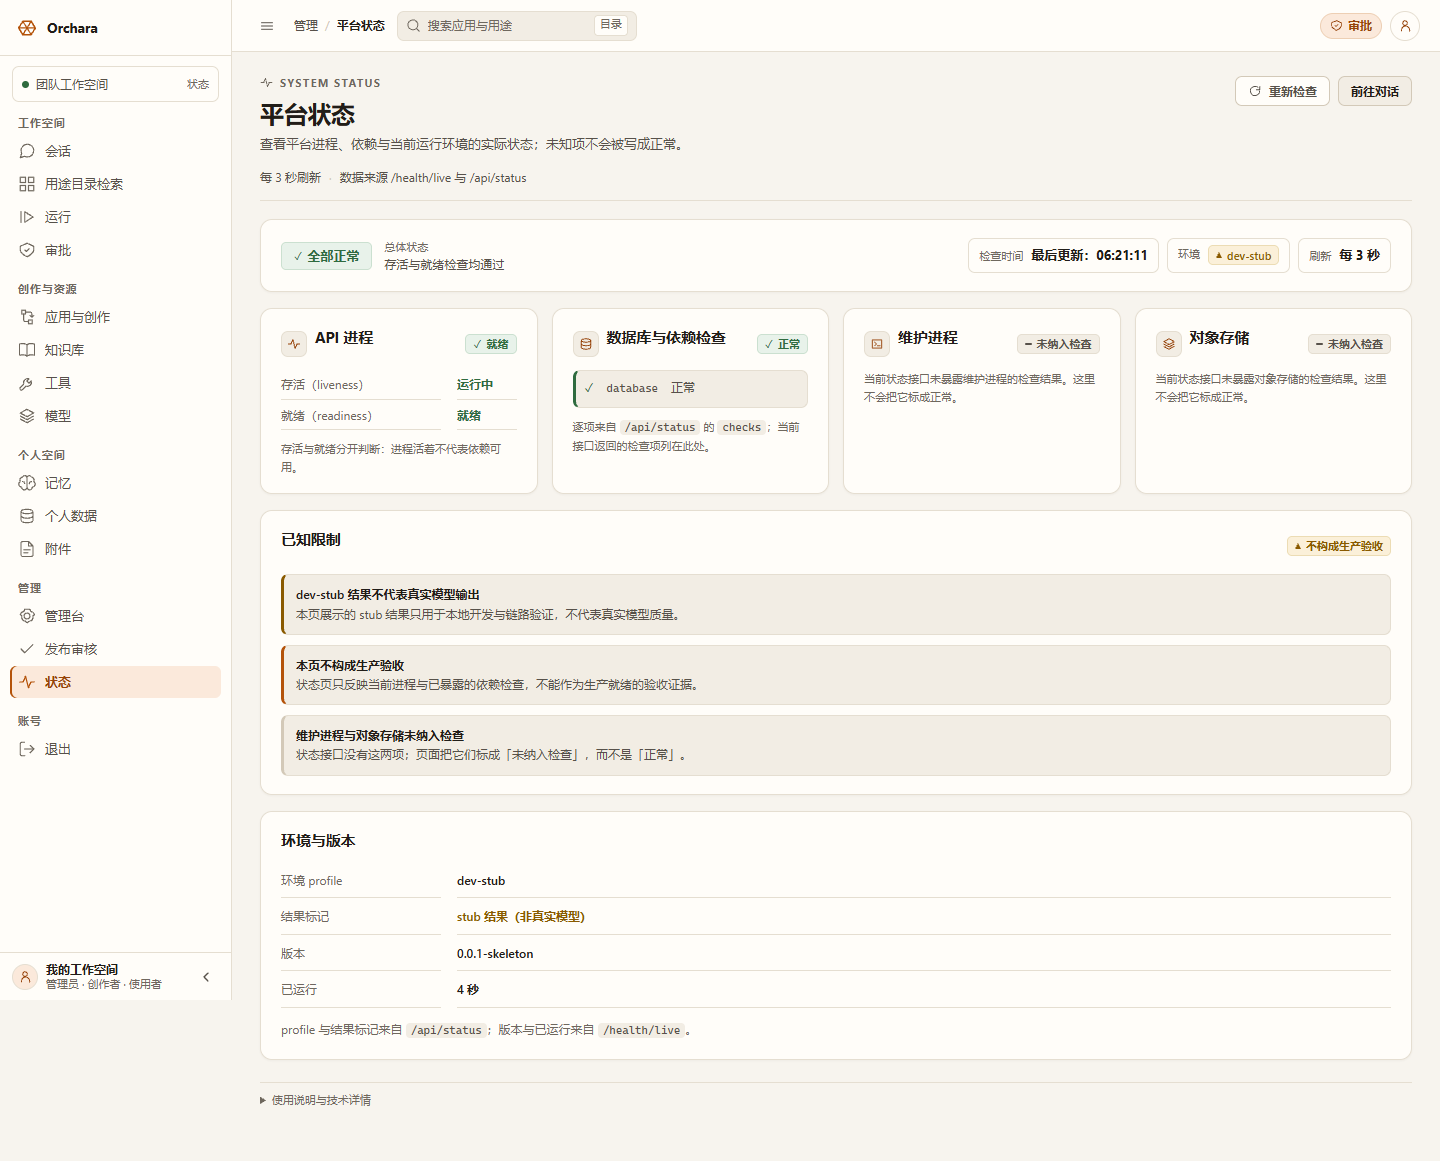 Orchara
管理 / 平台状态
搜索应用与用途
目录
审批
团队工作空间
状态
工作空间
会话
用途目录检索
运行
审批
创作与资源
应用与创作
知识库
工具
模型
个人空间
记忆
个人数据
附件
管理
管理台
发布审核
状态
账号
退出
我的工作空间
管理员 · 创作者 · 使用者
SYSTEM STATUS
平台状态
查看平台进程、依赖与当前运行环境的实际状态；未知项不会被写成正常。
每 3 秒刷新 · 数据来源 /health/live 与 /api/status
重新检查
前往对话
✓ 全部正常
总体状态
存活与就绪检查均通过
检查时间 最后更新：06:21:11
环境 ▲ dev-stub
刷新 每 3 秒
API 进程
✓ 就绪
存活（liveness） 运行中
就绪（readiness） 就绪
存活与就绪分开判断：进程活着不代表依赖可
用。
数据库与依赖检查
✓ 正常
✓ database 正常
逐项来自 /api/status 的 checks；当前
接口返回的检查项列在此处。
维护进程
– 未纳入检查
当前状态接口未暴露维护进程的检查结果。这里
不会把它标成正常。
对象存储
– 未纳入检查
当前状态接口未暴露对象存储的检查结果。这里
不会把它标成正常。
已知限制
▲ 不构成生产验收
dev-stub 结果不代表真实模型输出
本页展示的 stub 结果只用于本地开发与链路验证，不代表真实模型质量。
本页不构成生产验收
状态页只反映当前进程与已暴露的依赖检查，不能作为生产就绪的验收证据。
维护进程与对象存储未纳入检查
状态接口没有这两项；页面把它们标成「未纳入检查」，而不是「正常」。
环境与版本
环境 profile dev-stub
结果标记 stub 结果（非真实模型）
版本 0.0.1-skeleton
已运行 4 秒
profile 与结果标记来自 /api/status；版本与已运行来自 /health/live。
▶ 使用说明与技术详情